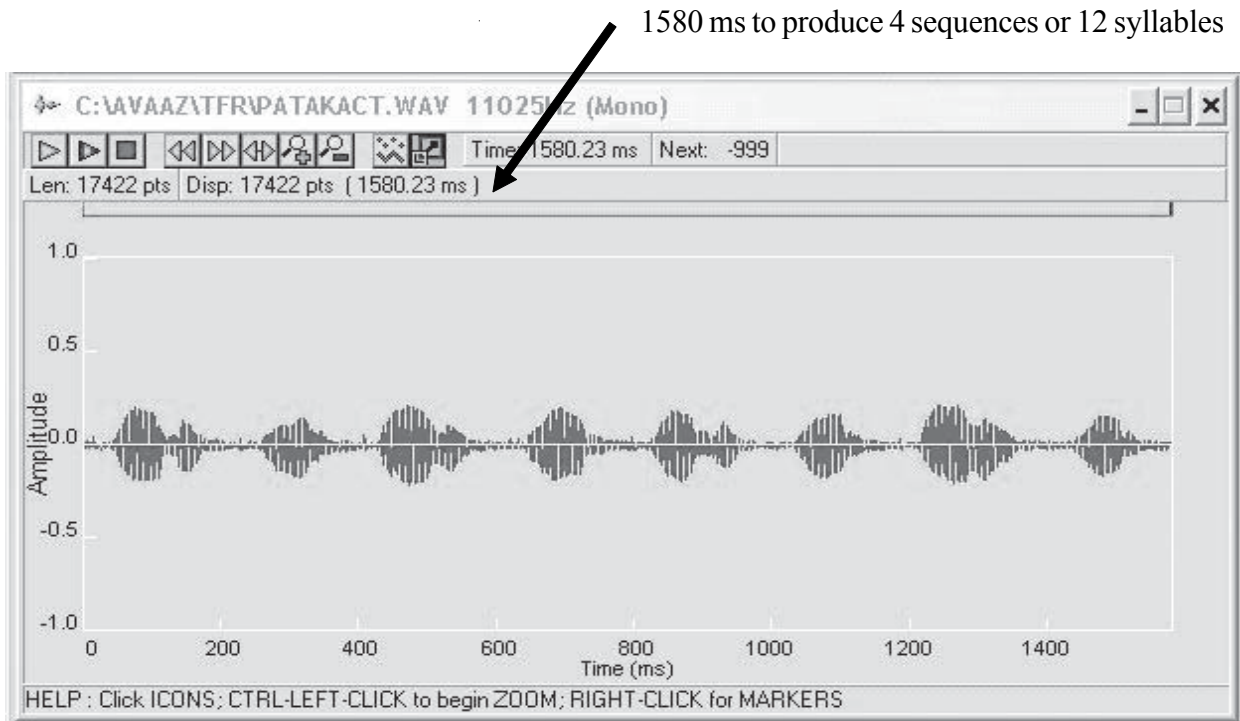 1580 ms to produce 4 sequences or 12 syllables
C:\AVAAZ\TFR\PATAKACT.WAV 11025Hz (Mono)
Time: 1580.23 ms Next: -999
Len: 17422 pts Disp: 17422 pts ( 1580.23 ms )
1.0
0.5
0.0
-0.5
-1.0
Amplitude
0 200 400 600 800 1000 1200 1400
Time (ms)
HELP : Click ICONS; CTRL-LEFT-CLICK to begin ZOOM; RIGHT-CLICK for MARKERS